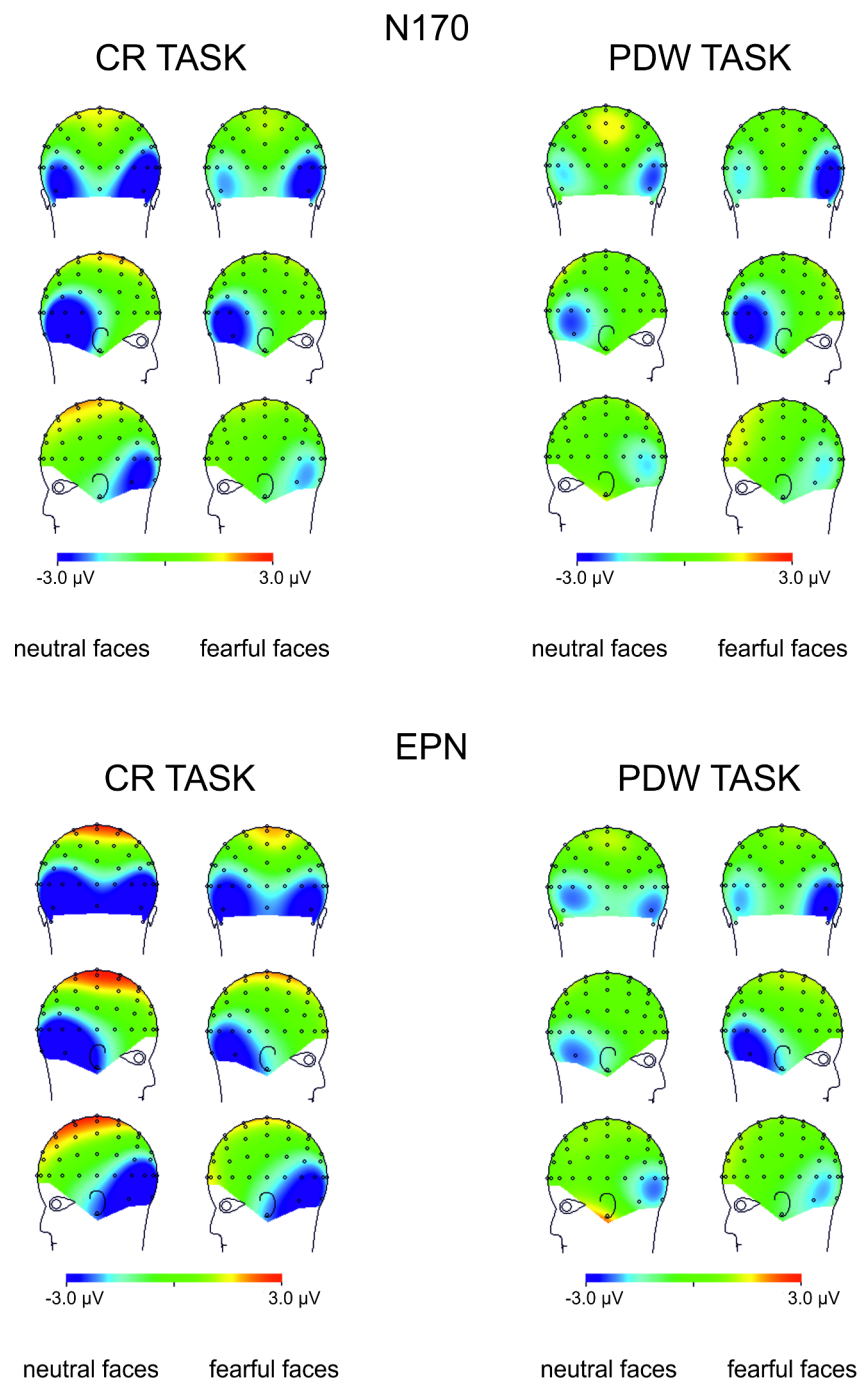 N170
CR TASK PDW TASK
-3.0 µV 3.0 µV -3.0 µV 3.0 µV
neutral faces fearful faces neutral faces fearful faces
EPN
CR TASK PDW TASK
-3.0 µV 3.0 µV -3.0 µV 3.0 µV
neutral faces fearful faces neutral faces fearful faces